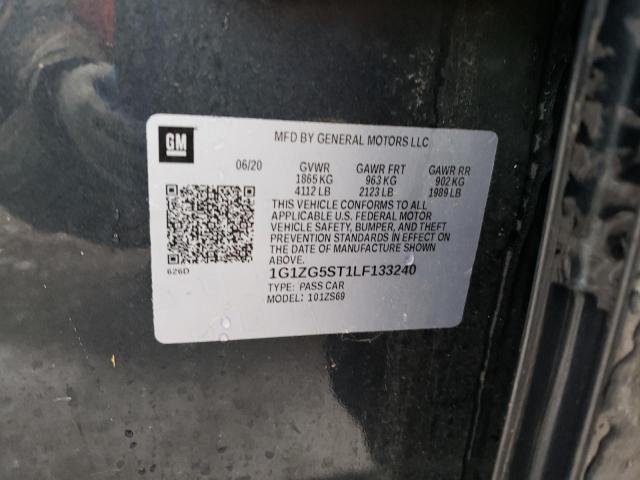 GM
MFD BY GENERAL MOTORS LLC
06/20 GVWR GAWR FRT GAWR RR
1865 KG 963 KG 902 KG
4112 LB 2123 LB 1989 LB
THIS VEHICLE CONFORMS TO ALL
APPLICABLE U.S. FEDERAL MOTOR
VEHICLE SAFETY, BUMPER, AND THEFT
PREVENTION STANDARDS IN EFFECT ON
THE DATE OF MANUFACTURE SHOWN
ABOVE.
626D
1G1ZG5ST1LF133240
TYPE: PASS CAR
MODEL: 101ZS69